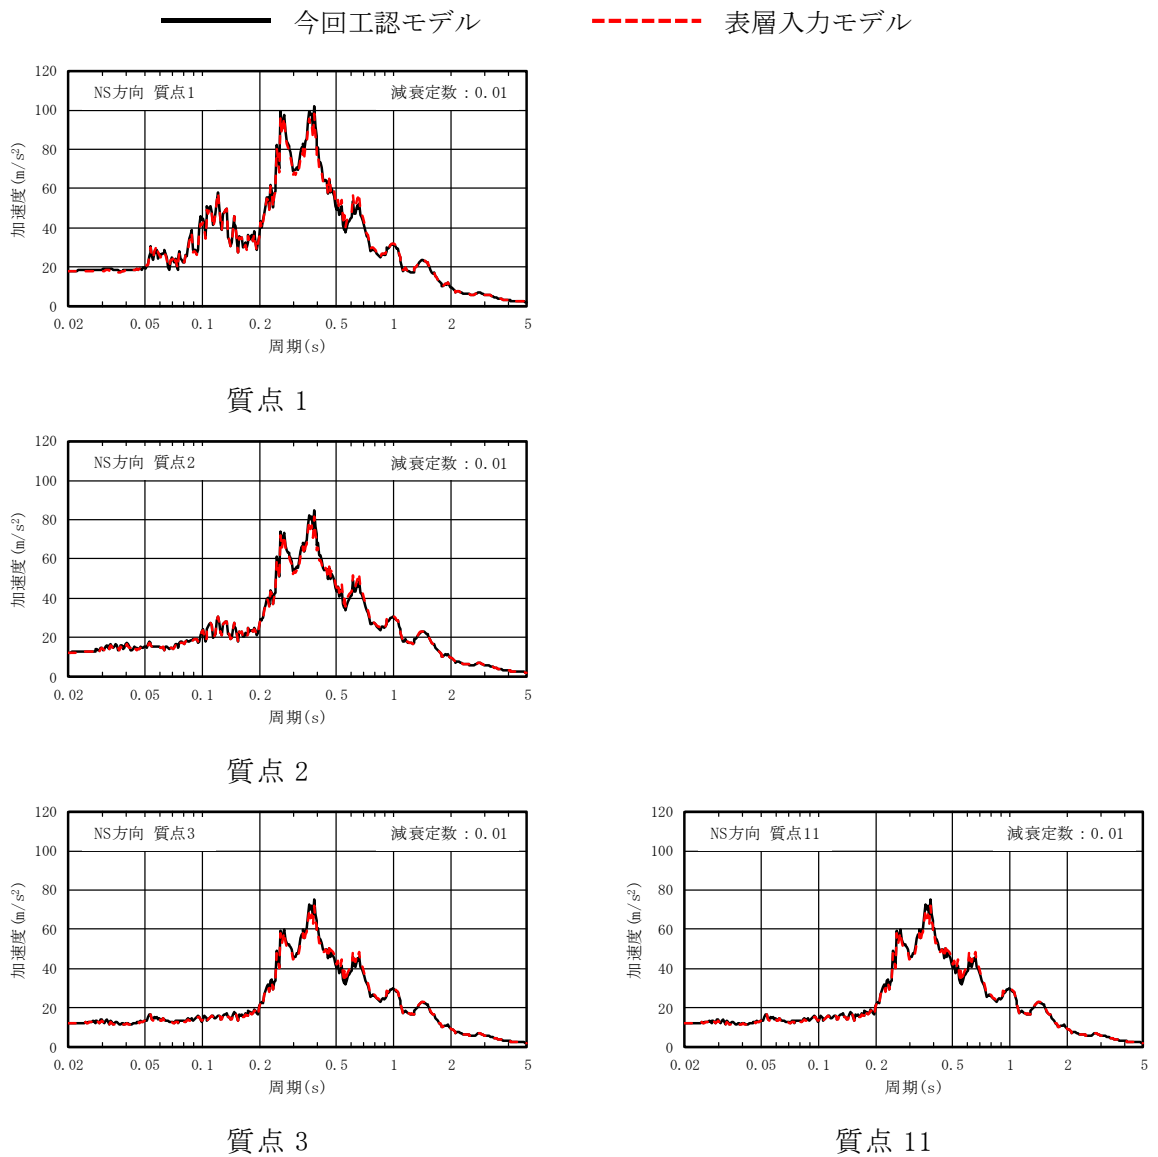 今回工認モデル 表層入力モデル
120
NS方向 質点1 減衰定数：0.01
100
80
60
40
20
0
加速度(m/s²)
0.02 0.05 0.1 0.2 0.5 1 2 5
周期(s)
質点 1
120
NS方向 質点2 減衰定数：0.01
100
80
60
40
20
0
加速度(m/s²)
0.02 0.05 0.1 0.2 0.5 1 2 5
周期(s)
質点 2
120
NS方向 質点3 減衰定数：0.01
100
80
60
40
20
0
加速度(m/s²)
0.02 0.05 0.1 0.2 0.5 1 2 5
周期(s)
質点 3
120
NS方向 質点11 減衰定数：0.01
100
80
60
40
20
0
加速度(m/s²)
0.02 0.05 0.1 0.2 0.5 1 2 5
周期(s)
質点 11